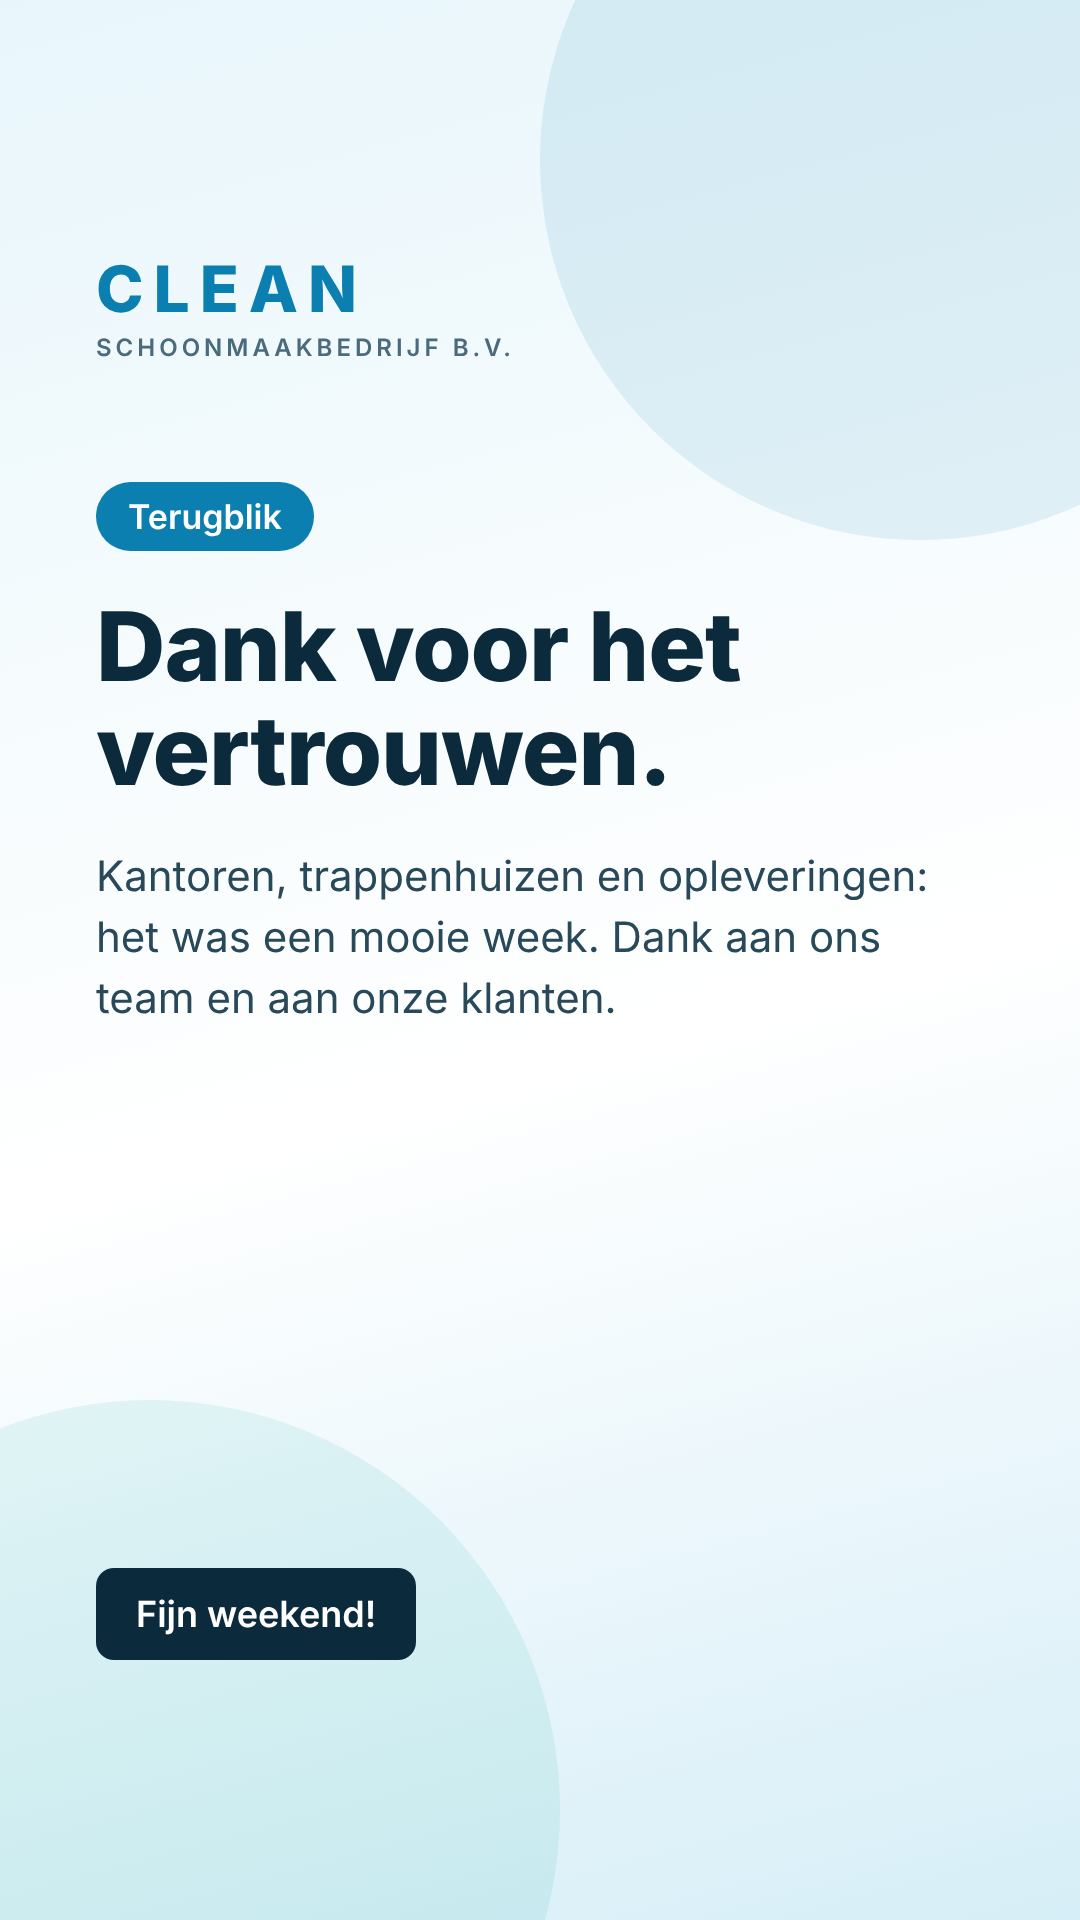 CLEAN
SCHOONMAAKBEDRIJF B.V.
Terugblik
Dank voor het
vertrouwen.
Kantoren, trappenhuizen en opleveringen:
het was een mooie week. Dank aan ons
team en aan onze klanten.
Fijn weekend!